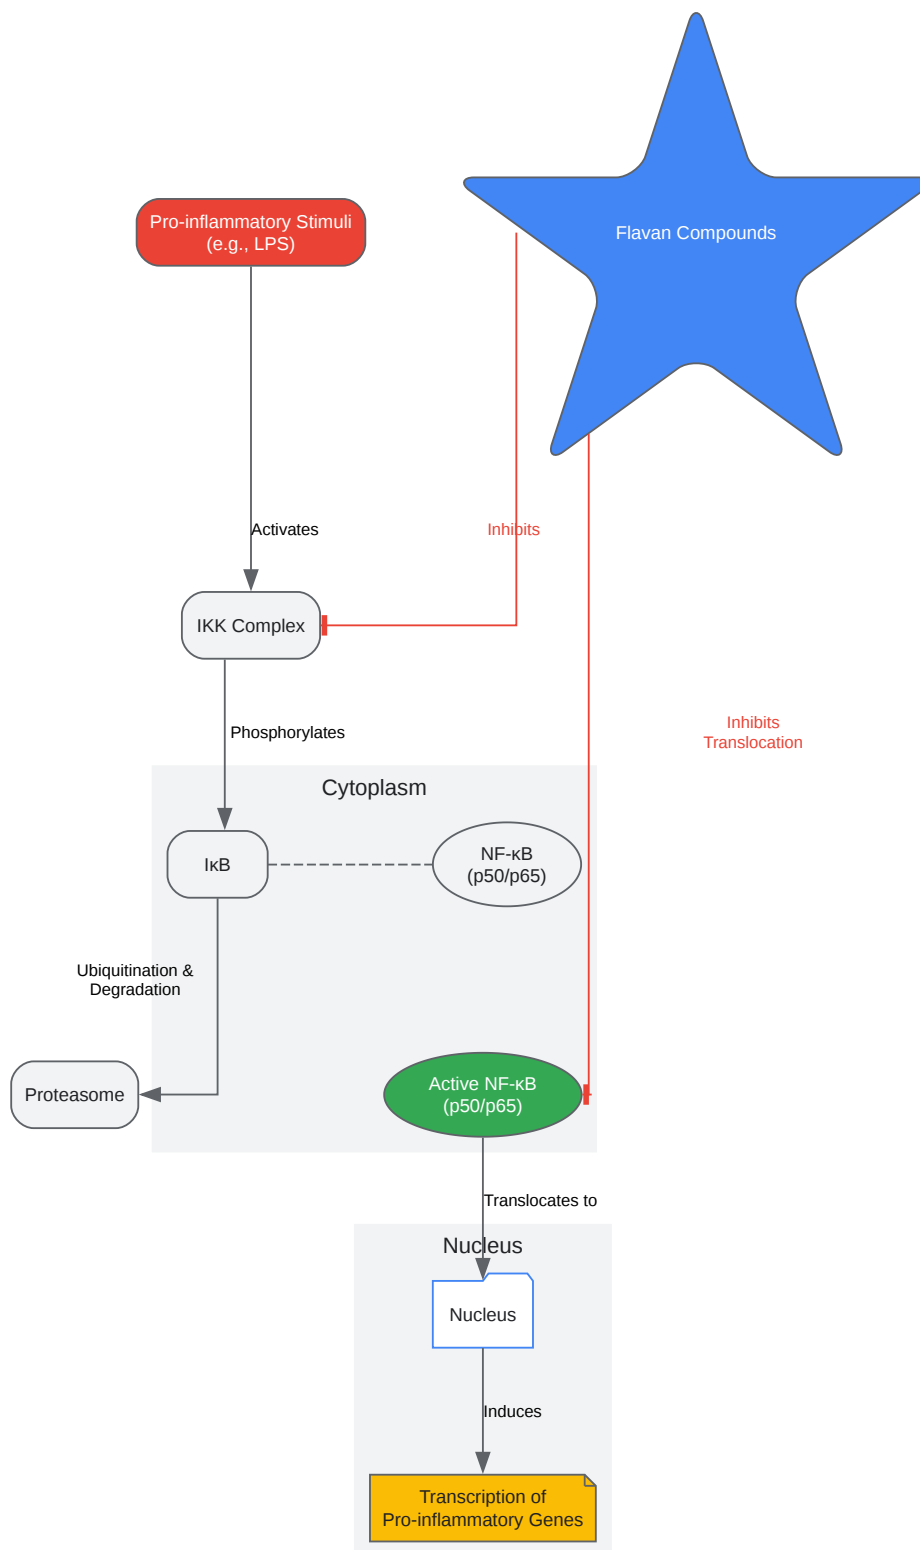 Pro-inflammatory Stimuli
(e.g., LPS)
Flavan Compounds
Activates
Inhibits
IKK Complex
Phosphorylates
Inhibits
Translocation
Cytoplasm
IκB
NF-κB
(p50/p65)
Ubiquitination &
Degradation
Proteasome
Active NF-κB
(p50/p65)
Translocates to
Nucleus
Nucleus
Induces
Transcription of
Pro-inflammatory Genes